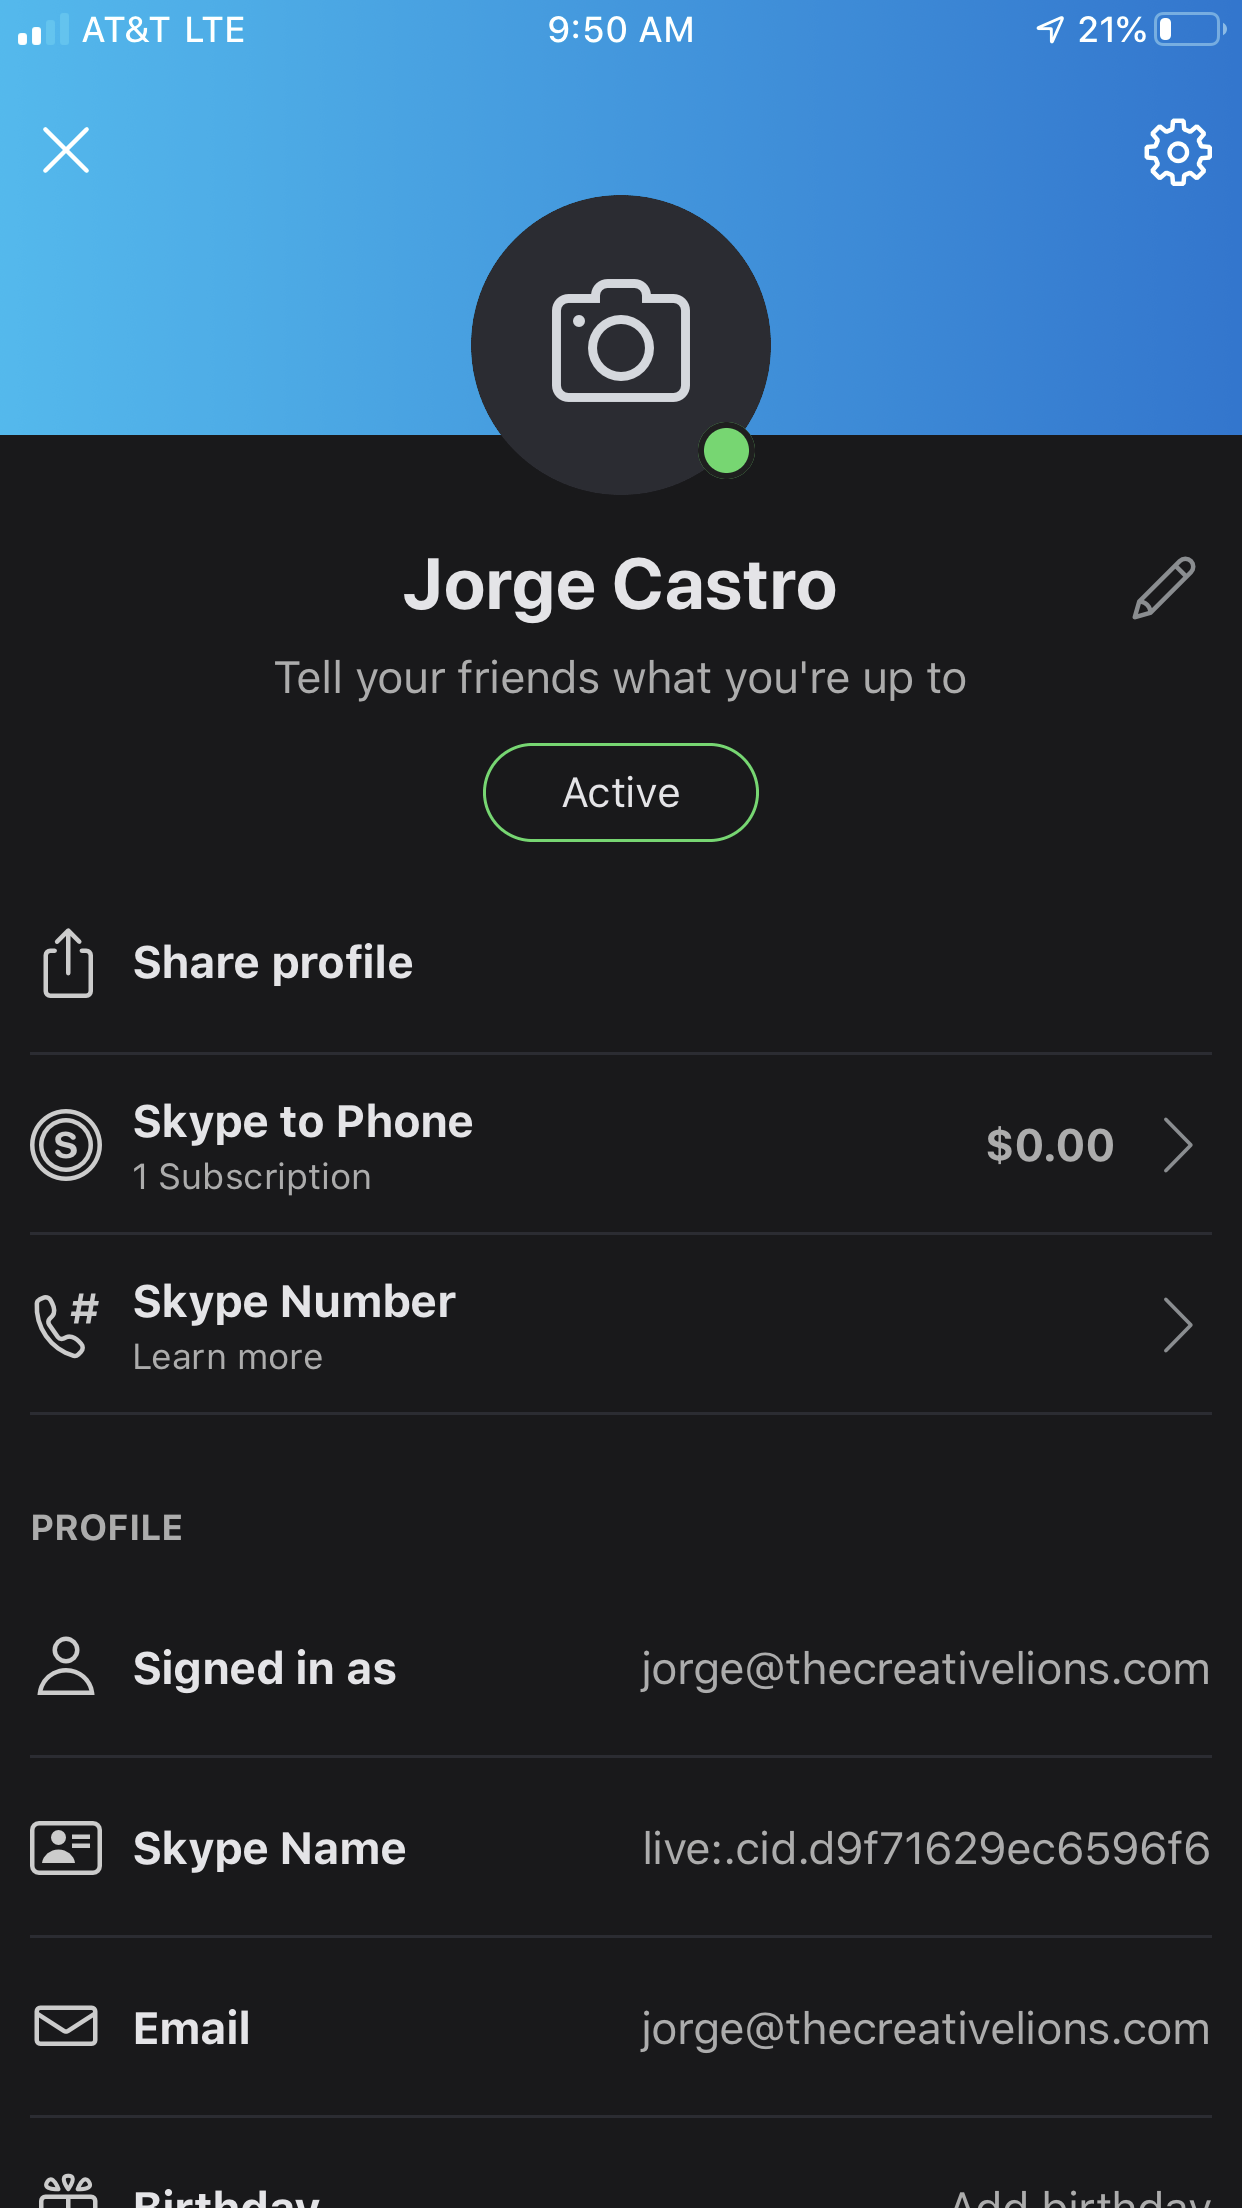 AT&T LTE 9:50 AM 21%
Jorge Castro
Tell your friends what you're up to
Active
Share profile
Skype to Phone
1 Subscription
$0.00
Skype Number
Learn more
PROFILE
Signed in as jorge@thecreativelions.com
Skype Name live:.cid.d9f71629ec6596f6
Email jorge@thecreativelions.com
Birthday Add birthday